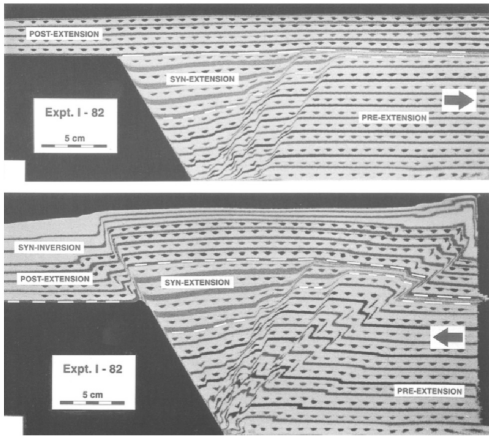 POST-EXTENSION
SYN-EXTENSION
Expt. I - 82
5 cm
PRE-EXTENSION
SYN-INVERSION
POST-EXTENSION
SYN-EXTENSION
Expt. I - 82
5 cm
PRE-EXTENSION